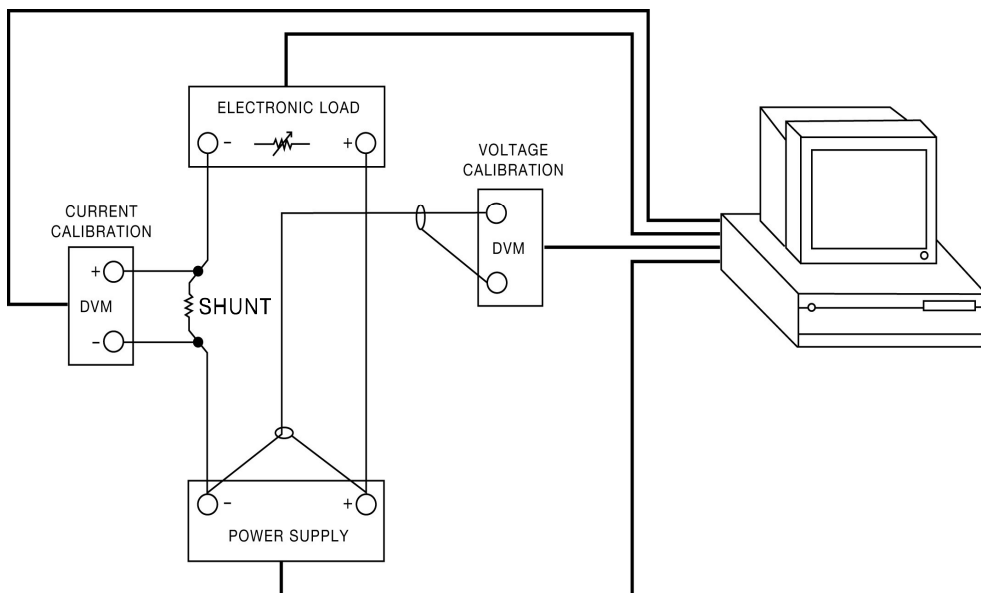 ELECTRONIC LOAD
− +
VOLTAGE
CALIBRATION
DVM
CURRENT
CALIBRATION
+
DVM
−
SHUNT
− +
POWER SUPPLY